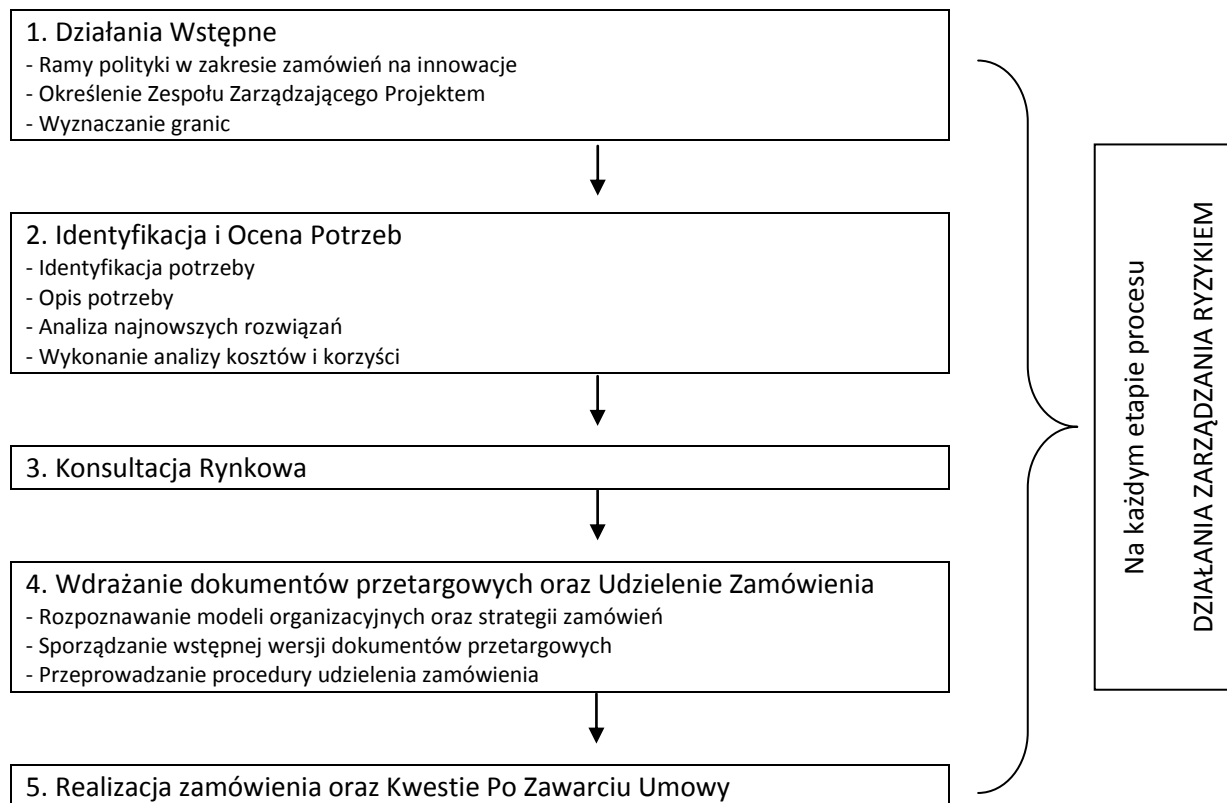 1. Działania Wstępne
- Ramy polityki w zakresie zamówień na innowacje
- Określenie Zespołu Zarządzającego Projektem
- Wyznaczanie granic
2. Identyfikacja i Ocena Potrzeb
- Identyfikacja potrzeby
- Opis potrzeby
- Analiza najnowszych rozwiązań
- Wykonanie analizy kosztów i korzyści
3. Konsultacja Rynkowa
4. Wdrażanie dokumentów przetargowych oraz Udzielenie Zamówienia
- Rozpoznawanie modeli organizacyjnych oraz strategii zamówień
- Sporządzanie wstępnej wersji dokumentów przetargowych
- Przeprowadzanie procedury udzielenia zamówienia
5. Realizacja zamówienia oraz Kwestie Po Zawarciu Umowy
Na każdym etapie procesu
DZIAŁANIA ZARZĄDZANIA RYZYKIEM